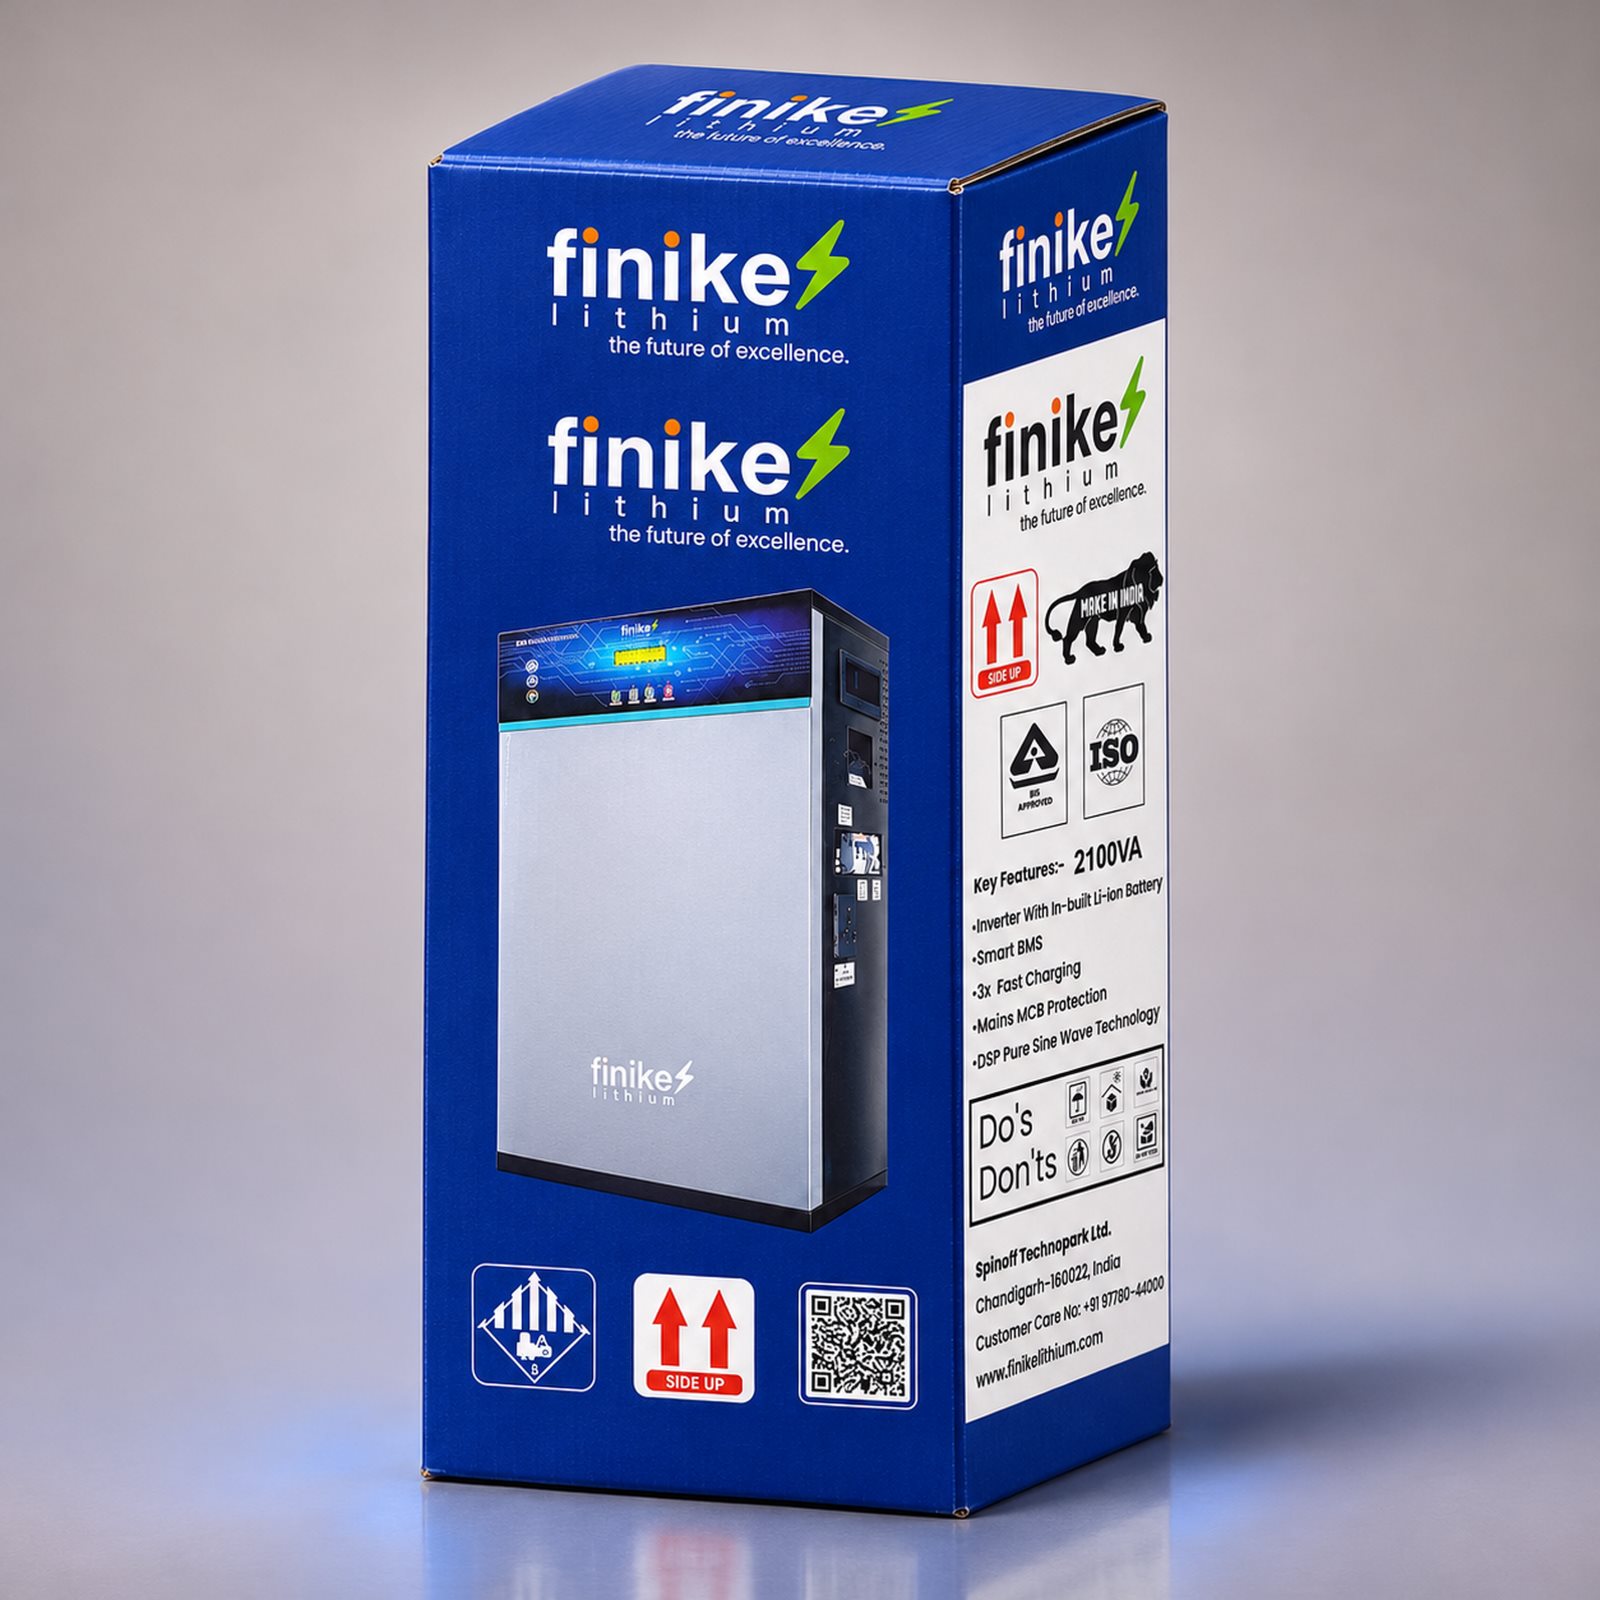 finike
lithium
the future of excellence.
finike
lithium
the future of excellence.
finike
lithium
the future of excellence.
finike
finike
lithium
A
B
SIDE UP
finike
lithium
the future of excellence.
finike
lithium
the future of excellence.
SIDE UP
MAKE IN INDIA
BIS
APPROVED
ISO
Key Features:- 2100VA
•Inverter With In-built Li-ion Battery
•Smart BMS
•3x Fast Charging
•Mains MCB Protection
•DSP Pure Sine Wave Technology
Do's
Don'ts
Spinoff Technopark Ltd.
Chandigarh-160022, India
Customer Care No: +91 97780-44000
www.finikelithium.com